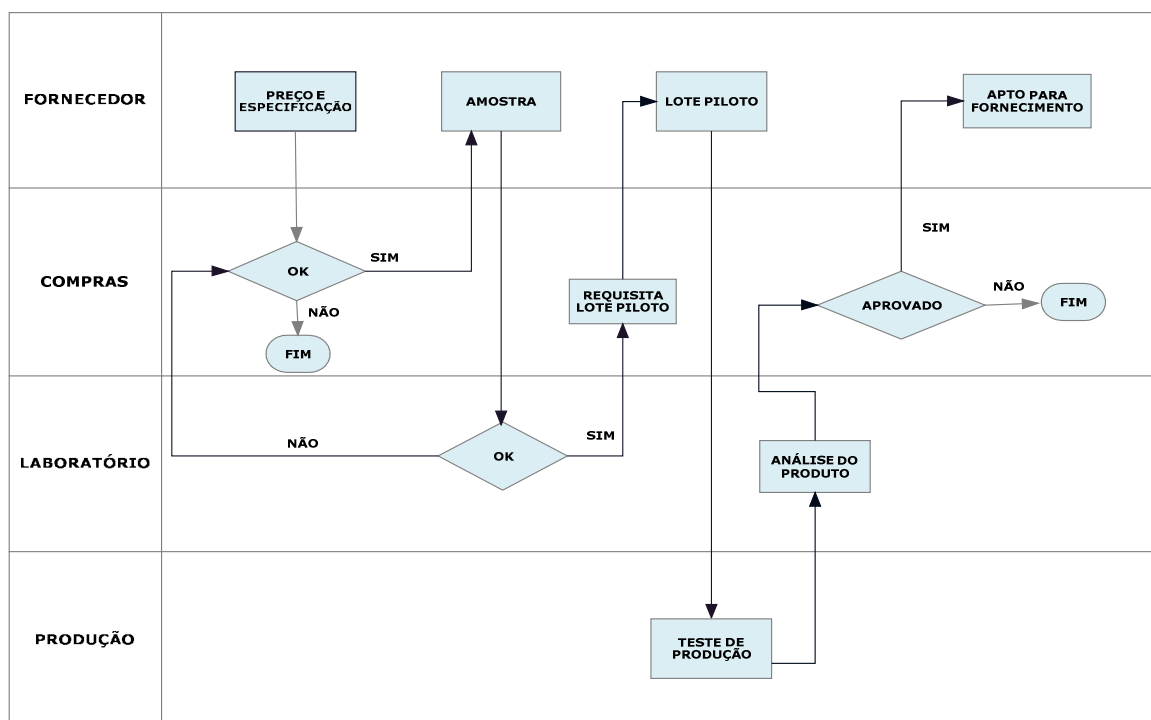 FORNECEDOR
PREÇO E
ESPECIFICAÇÃO
AMOSTRA
LOTE PILOTO
APTO PARA
FORNECIMENTO
COMPRAS
OK
SIM
NÃO
FIM
REQUISITA
LOTE PILOTO
SIM
APROVADO
NÃO
FIM
LABORATÓRIO
NÃO
OK
SIM
ANÁLISE DO
PRODUTO
PRODUÇÃO
TESTE DE
PRODUÇÃO